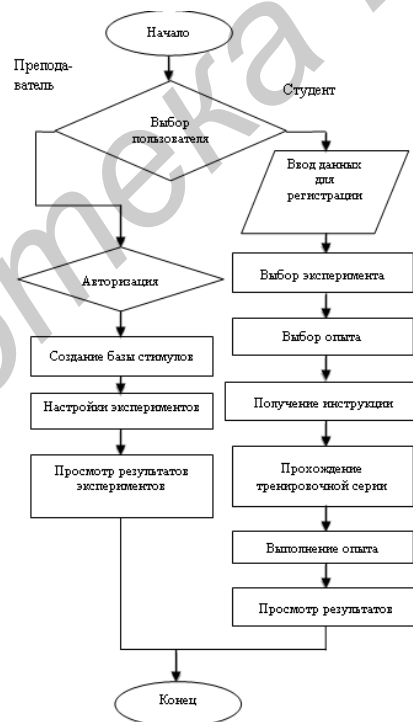 Начало
Препода-
ватель
Студент
Выбор
пользователя
Ввод данных
для
регистрации
Авторизация
Выбор эксперимента
Создание базы стимулов
Выбор опыта
Настройки экспериментов
Получение инструкции
Просмотр результатов
экспериментов
Прохождение
тренировочной серии
Выполнение опыта
Просмотр результатов
Конец